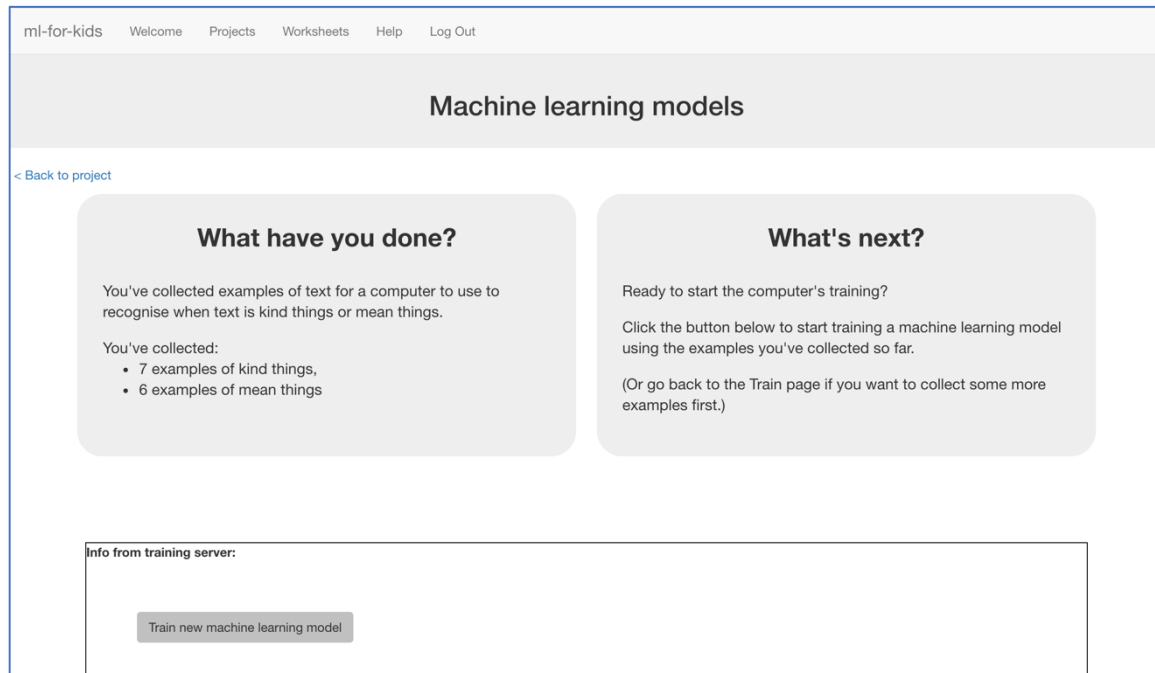 ml-for-kids Welcome Projects Worksheets Help Log Out
Machine learning models
< Back to project
What have you done?
You've collected examples of text for a computer to use to
recognise when text is kind things or mean things.
You've collected:
• 7 examples of kind things,
• 6 examples of mean things
What's next?
Ready to start the computer's training?
Click the button below to start training a machine learning model
using the examples you've collected so far.
(Or go back to the Train page if you want to collect some more
examples first.)
Info from training server:
Train new machine learning model